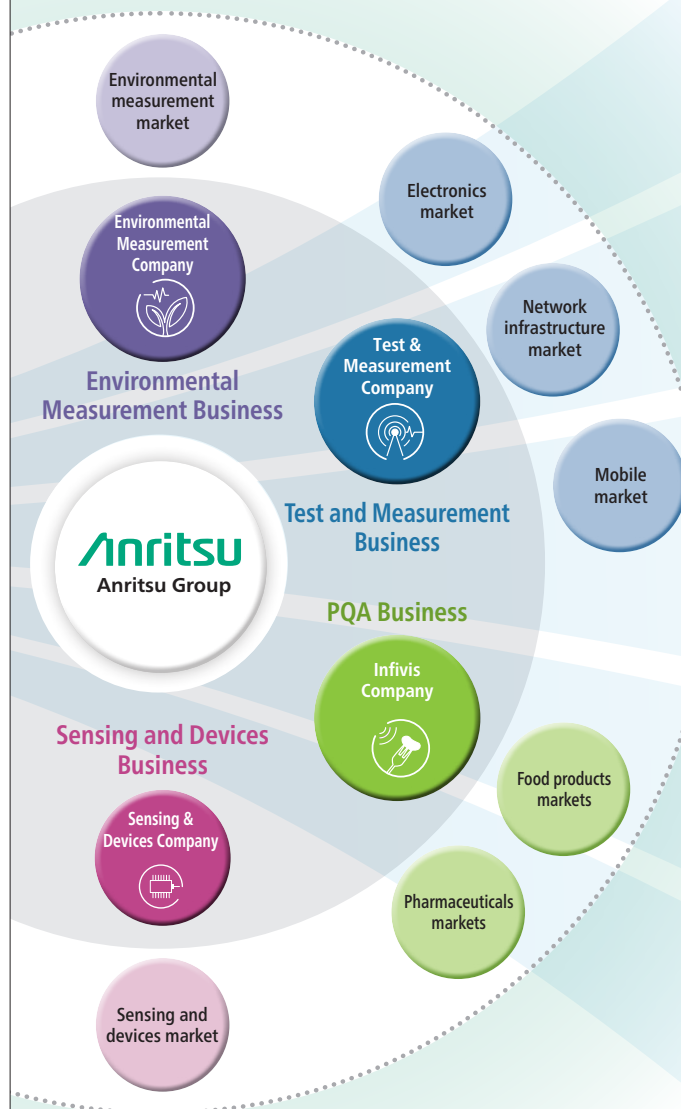 Environmental
measurement
market
Electronics
market
Environmental
Measurement
Company
Network
infrastructure
market
Test &
Measurement
Company
Environmental
Measurement Business
Mobile
market
Test and Measurement
Business
Anritsu
Anritsu Group
PQA Business
Infivis
Company
Sensing and Devices
Business
Food products
markets
Sensing &
Devices Company
Pharmaceuticals
markets
Sensing and
devices market